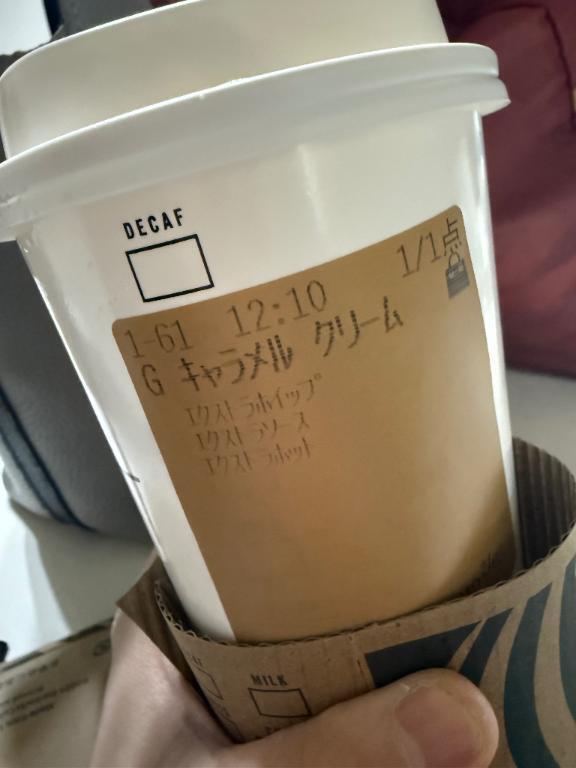 DECAF
1-61 12:10 1/1点
G キャラメル クリーム
エクストラホイップ
エクストラソース
エクストラホット
MILK